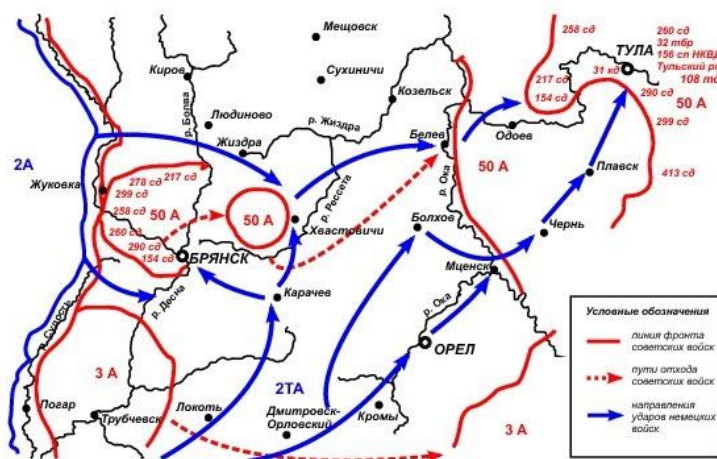 258 сд
260 сд
32 тбр
156 сп НКВД
Тульский ра
108 тд
50 А
ТУЛА
Мещовск
Киров
Сухиничи
Козельск
217 сд
31 кд
154 сд
290 сд
299 сд
р. Болва
Людиново
р. Жиздра
Жиздра
Белев
Одоев
2А
50 А
Плавск
413 сд
Жуковка
278 сд
217 сд
299 сд
258 сд
50 А
260 сд
290 сд
154 сд
50 А
р. Рессета
р. Ока
Хвастовичи
Болхов
Чернь
БРЯНСК
Мценск
р. Десна
Карачев
р. Ока
р. Судость
ОРЕЛ
3 А
2ТА
Погар
Трубчевск
Локоть
Дмитровск-
Орловский
Кромы
3 А
Условные обозначения
линия фронта
советских войск
пути отхода
советских войск
направления
ударов немецких
войск